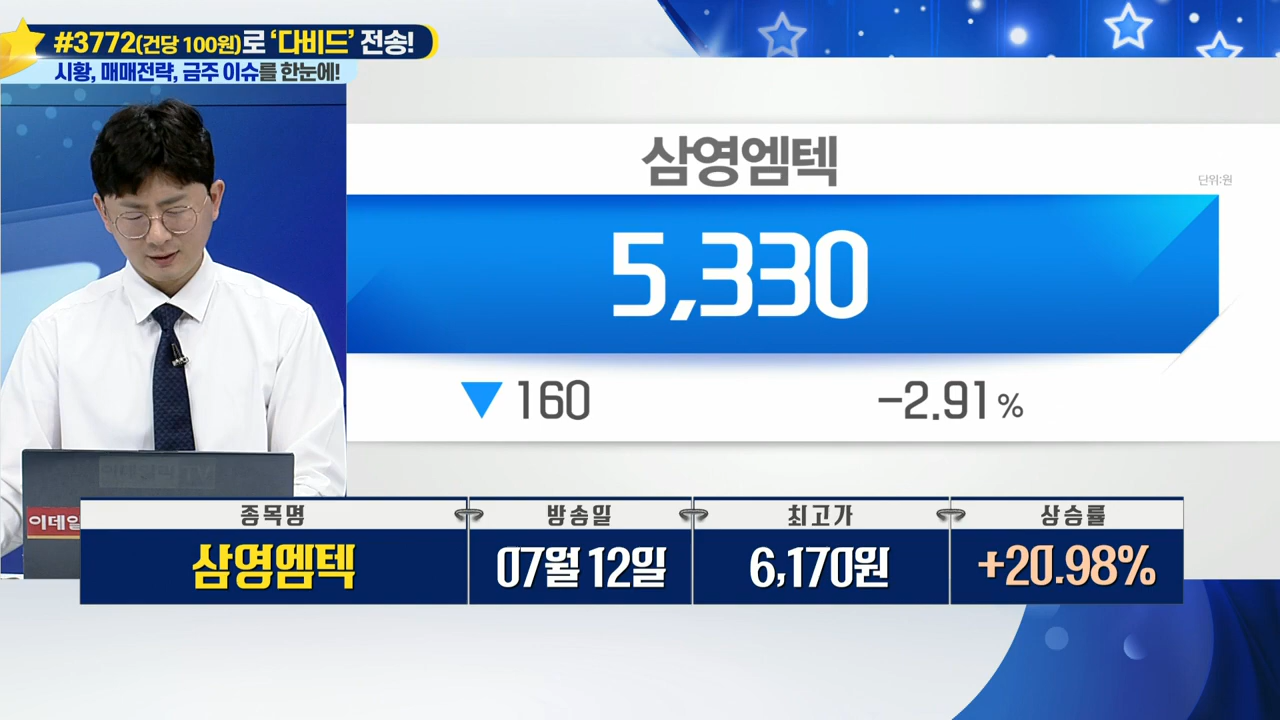 #3772(건당 100원)로 ‘다비드’ 전송!
시황, 매매전략, 금주 이슈를 한눈에!
삼영엠텍
단위:원
5,330
▼ 160 -2.91%
이데일
종목명 방송일 최고가 상승률
삼영엠텍 07월 12일 6,170원 +20.98%